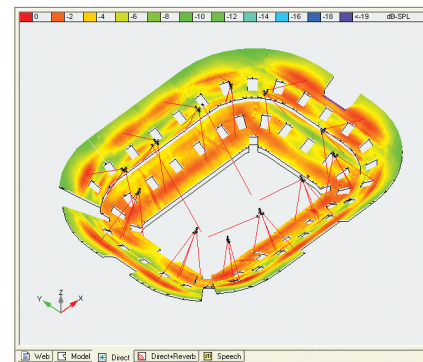 0 -2 -4 -6 -8 -10 -12 -14 -16 -18 <-19 dB-SPL
Z
Y X
Web Model Direct Direct+Reverb Speech